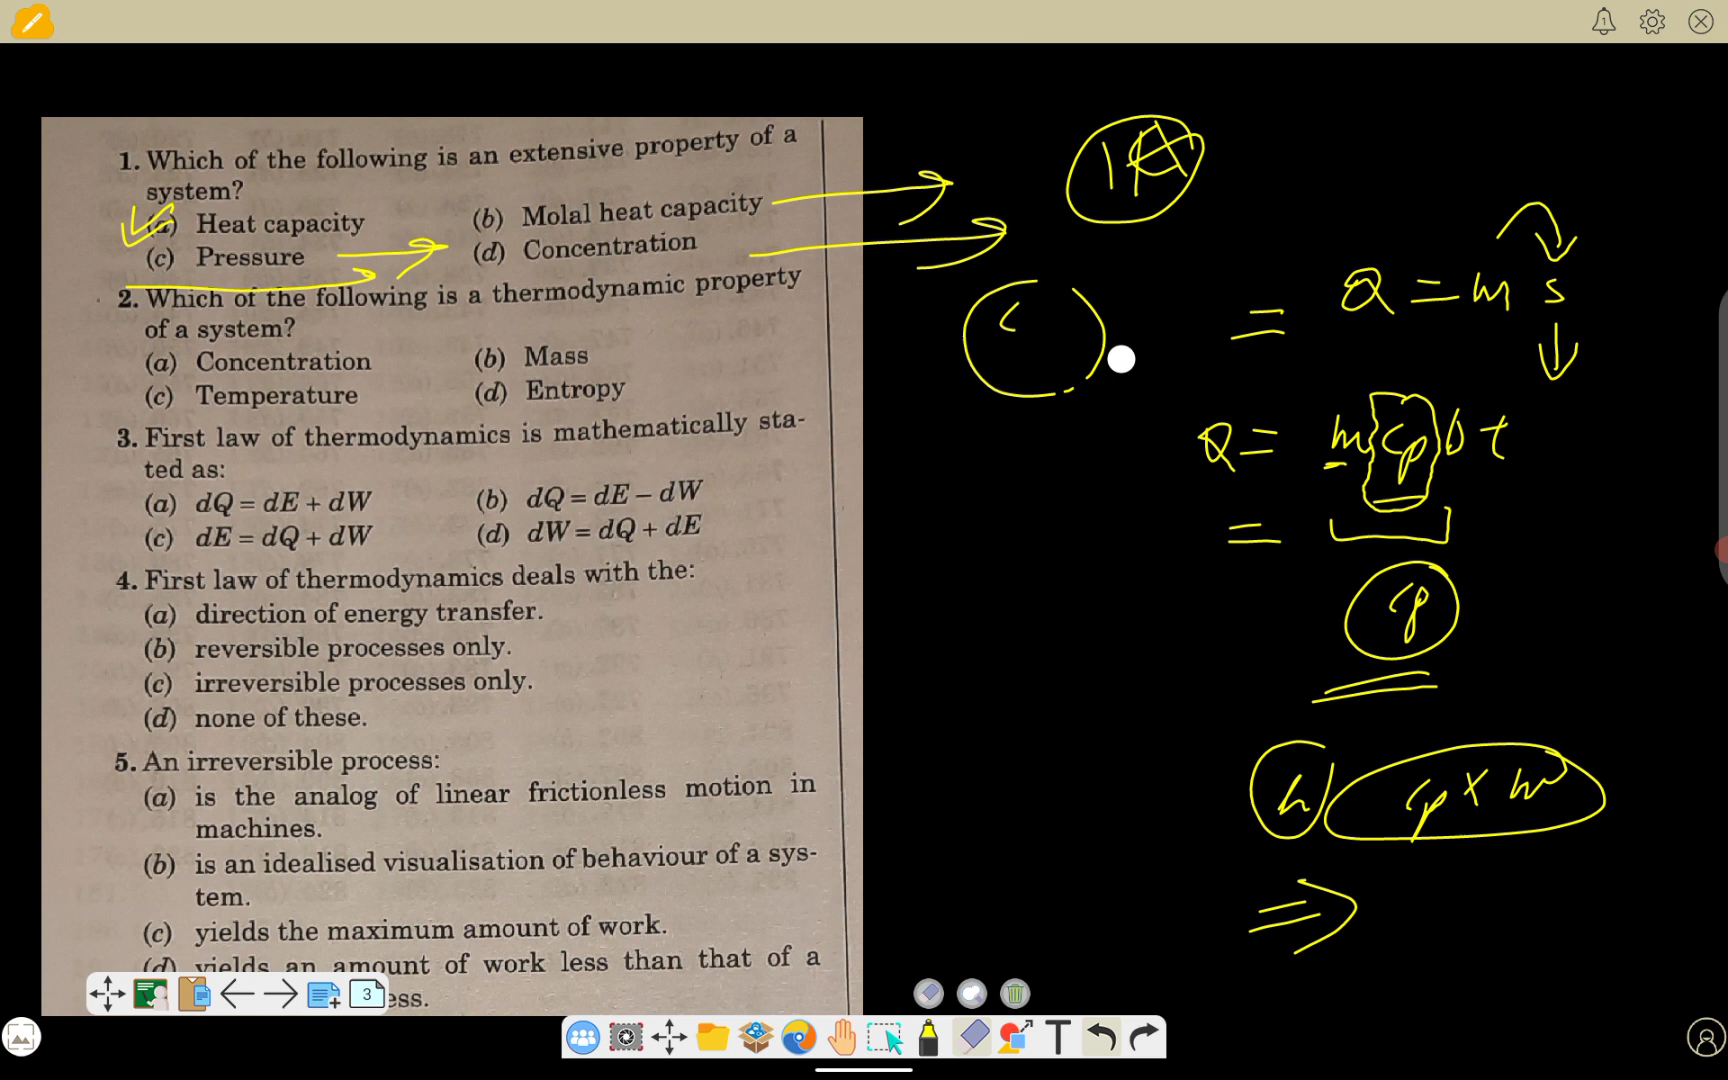 1. Which of the following is an extensive property of a
system?
(a) Heat capacity (b) Molal heat capacity
(c) Pressure (d) Concentration
2. Which of the following is a thermodynamic property
of a system?
(a) Concentration (b) Mass
(c) Temperature (d) Entropy
3. First law of thermodynamics is mathematically sta-
ted as:
(a) dQ = dE + dW (b) dQ = dE – dW
(c) dE = dQ + dW (d) dW = dQ + dE
4. First law of thermodynamics deals with the:
(a) direction of energy transfer.
(b) reversible processes only.
(c) irreversible processes only.
(d) none of these.
5. An irreversible process:
(a) is the analog of linear frictionless motion in
machines.
(b) is an idealised visualisation of behaviour of a sys-
tem.
(c) yields the maximum amount of work.
(d) yields an amount of work less than that of a
ess.
= Q = m s
Q = m Cp Δ t
=
Cp
Cp × m
⇒
3
T
1